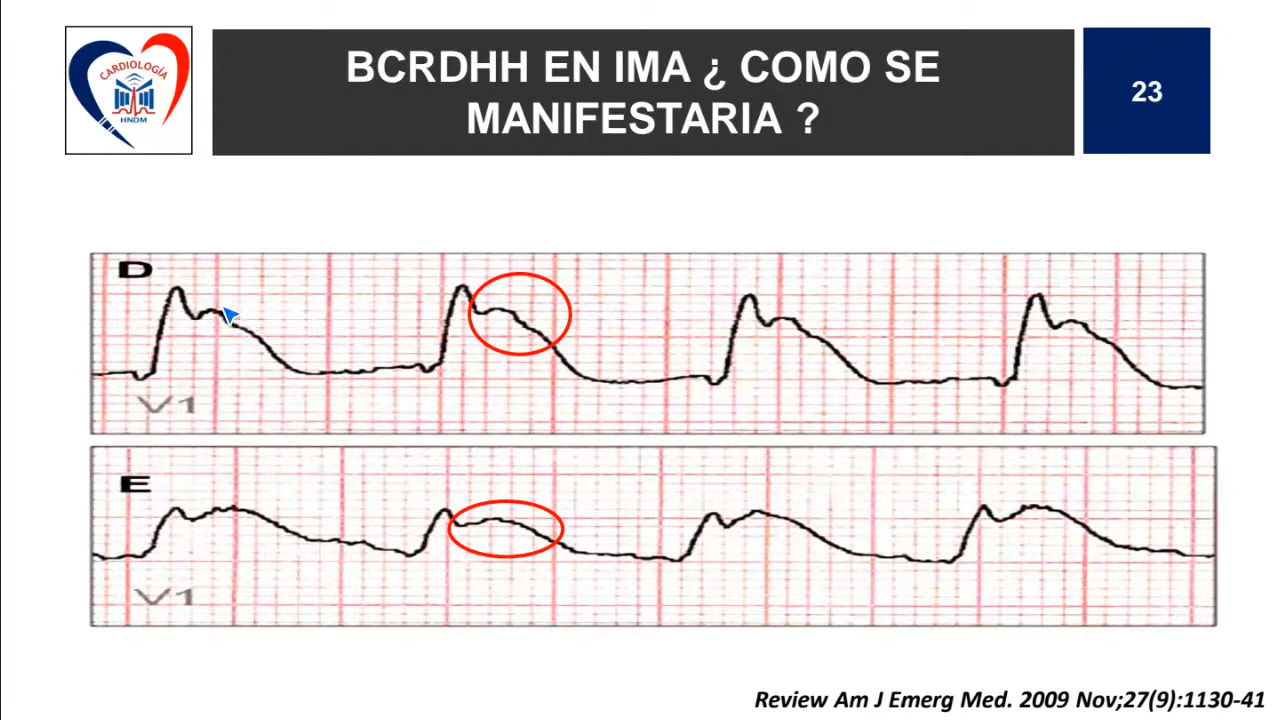 CARDIOLOGÍA
HNDM
BCRDHH EN IMA ¿ COMO SE
MANIFESTARIA ?
23
D
V1
E
V1
Review Am J Emerg Med. 2009 Nov;27(9):1130-41